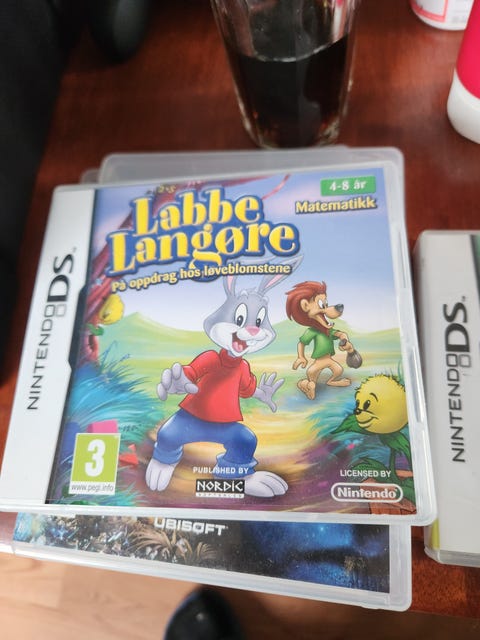 NINTENDO DS
4-8 år
Matematikk
Labbe
Langøre
På oppdrag hos løveblomstene
3
www.pegi.info
PUBLISHED BY
NORDIC
LICENSED BY
Nintendo
UBISOFT
NINTENDO DS